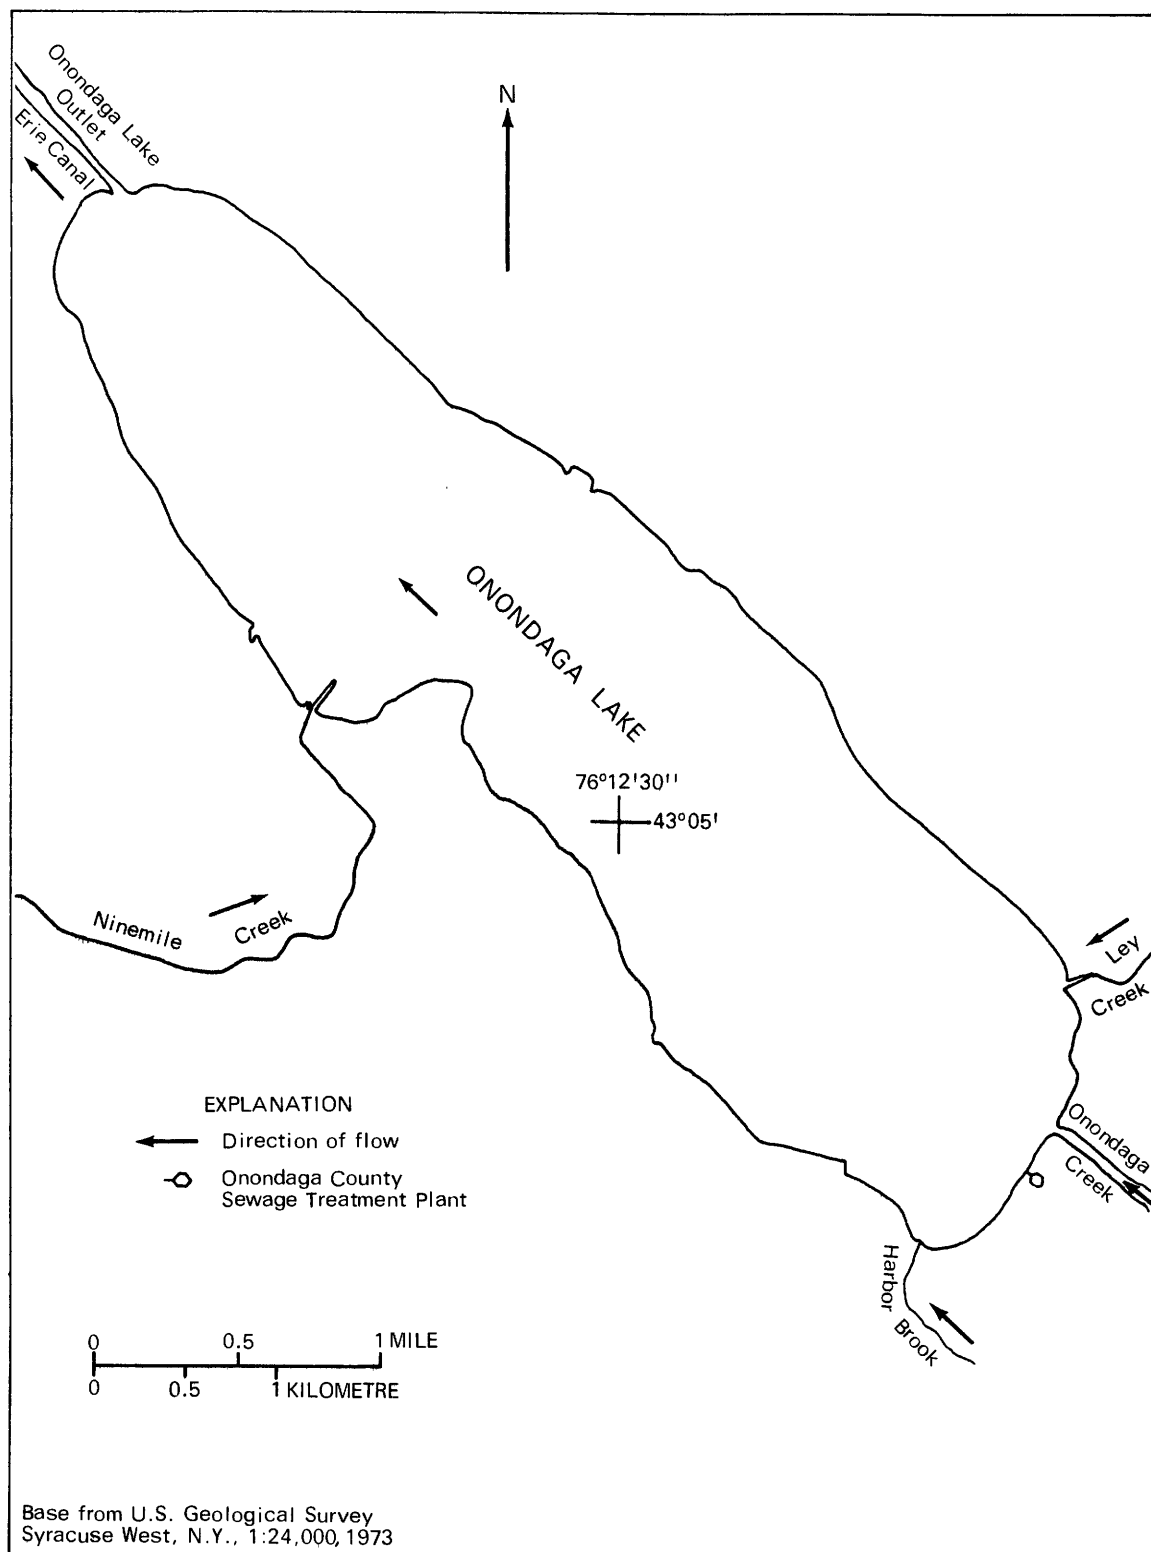 Onondaga Lake
Outlet
Erie Canal
N
ONONDAGA LAKE
76°12'30''
43°05'
Ninemile Creek
Ley
Creek
Onondaga
Creek
Harbor Brook
EXPLANATION
Direction of flow
Onondaga County
Sewage Treatment Plant
0 0.5 1 MILE
0 0.5 1 KILOMETRE
Base from U.S. Geological Survey
Syracuse West, N.Y., 1:24,000, 1973